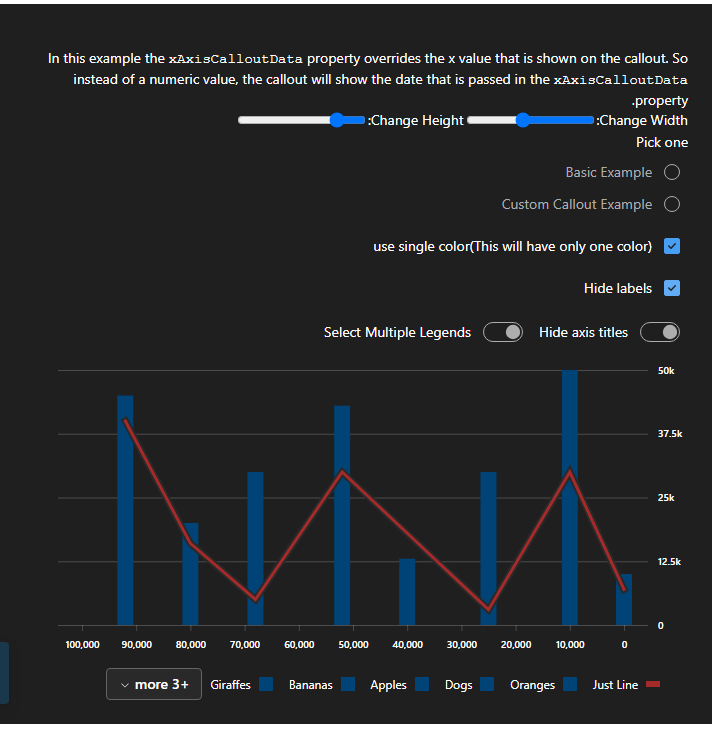 In this example the xAxisCalloutData property overrides the x value that is shown on the callout. So
instead of a numeric value, the callout will show the date that is passed in the xAxisCalloutData
.property
:Change Height :Change Width
Pick one
Basic Example
Custom Callout Example
use single color(This will have only one color)
Hide labels
Select Multiple Legends Hide axis titles
50k
37.5k
25k
12.5k
0
100,000 90,000 80,000 70,000 60,000 50,000 40,000 30,000 20,000 10,000 0
more 3+ Giraffes Bananas Apples Dogs Oranges Just Line